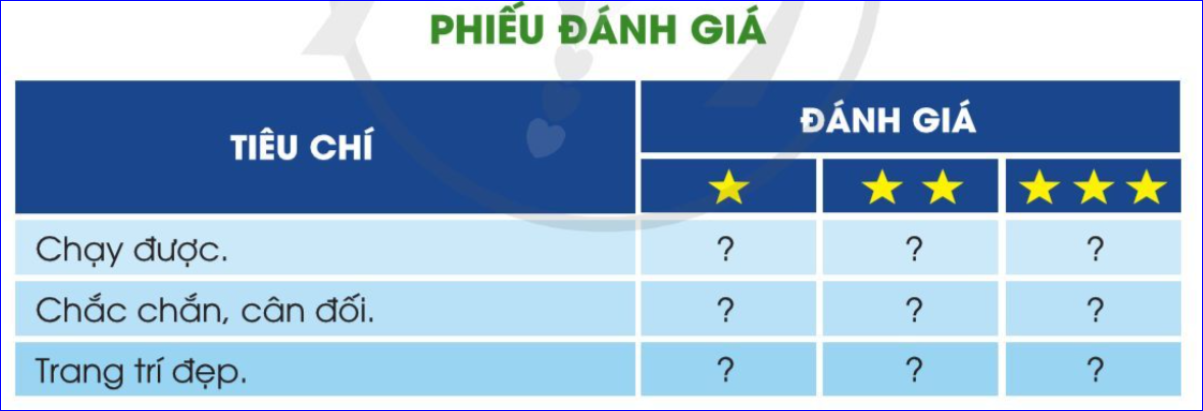 PHIẾU ĐÁNH GIÁ
TIÊU CHÍ
ĐÁNH GIÁ
Chạy được. ? ? ?
Chắc chắn, cân đối. ? ? ?
Trang trí đẹp. ? ? ?